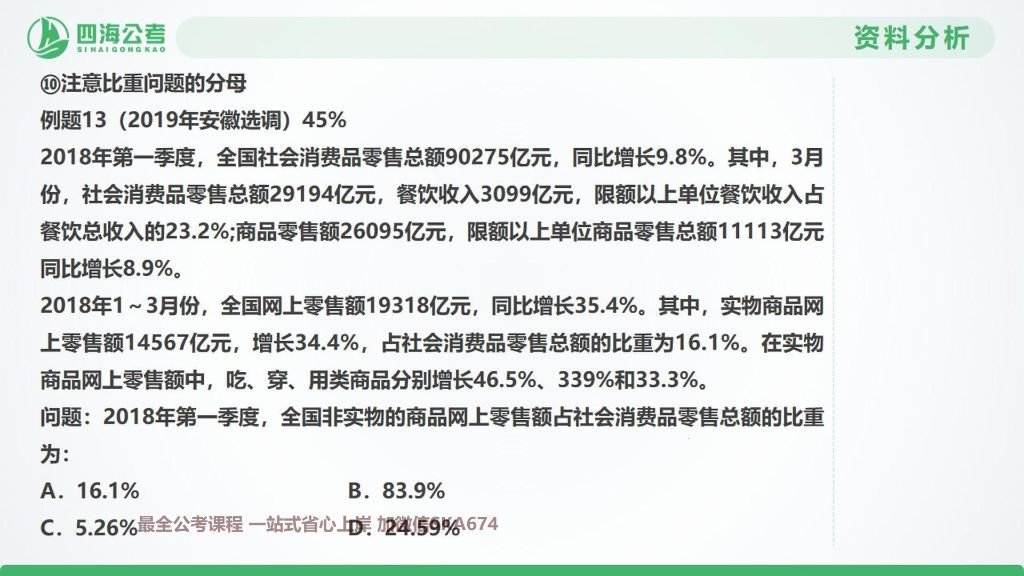 四海公考
SIHAIGONGKAO
资料分析
⑩注意比重问题的分母
例题13（2019年安徽选调）45%
2018年第一季度，全国社会消费品零售总额90275亿元，同比增长9.8%。其中，3月
份，社会消费品零售总额29194亿元，餐饮收入3099亿元，限额以上单位餐饮收入占
餐饮总收入的23.2%;商品零售额26095亿元，限额以上单位商品零售总额11113亿元
同比增长8.9%。
2018年1～3月份，全国网上零售额19318亿元，同比增长35.4%。其中，实物商品网
上零售额14567亿元，增长34.4%，占社会消费品零售总额的比重为16.1%。在实物
商品网上零售额中，吃、穿、用类商品分别增长46.5%、339%和33.3%。
问题：2018年第一季度，全国非实物的商品网上零售额占社会消费品零售总额的比重
为：
A．16.1% B．83.9%
C．5.26% D．24.59%
最全公考课程 一站式省心上岸 加微信